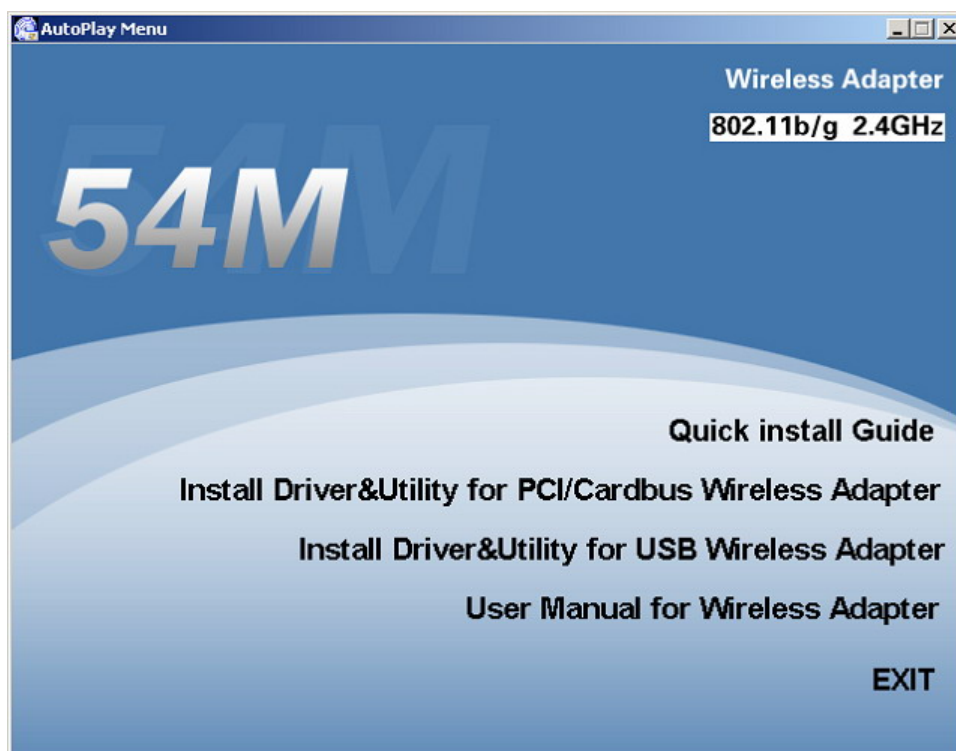 AutoPlay Menu
Wireless Adapter
802.11b/g 2.4GHz
54M
Quick install Guide
Install Driver&Utility for PCI/Cardbus Wireless Adapter
Install Driver&Utility for USB Wireless Adapter
User Manual for Wireless Adapter
EXIT